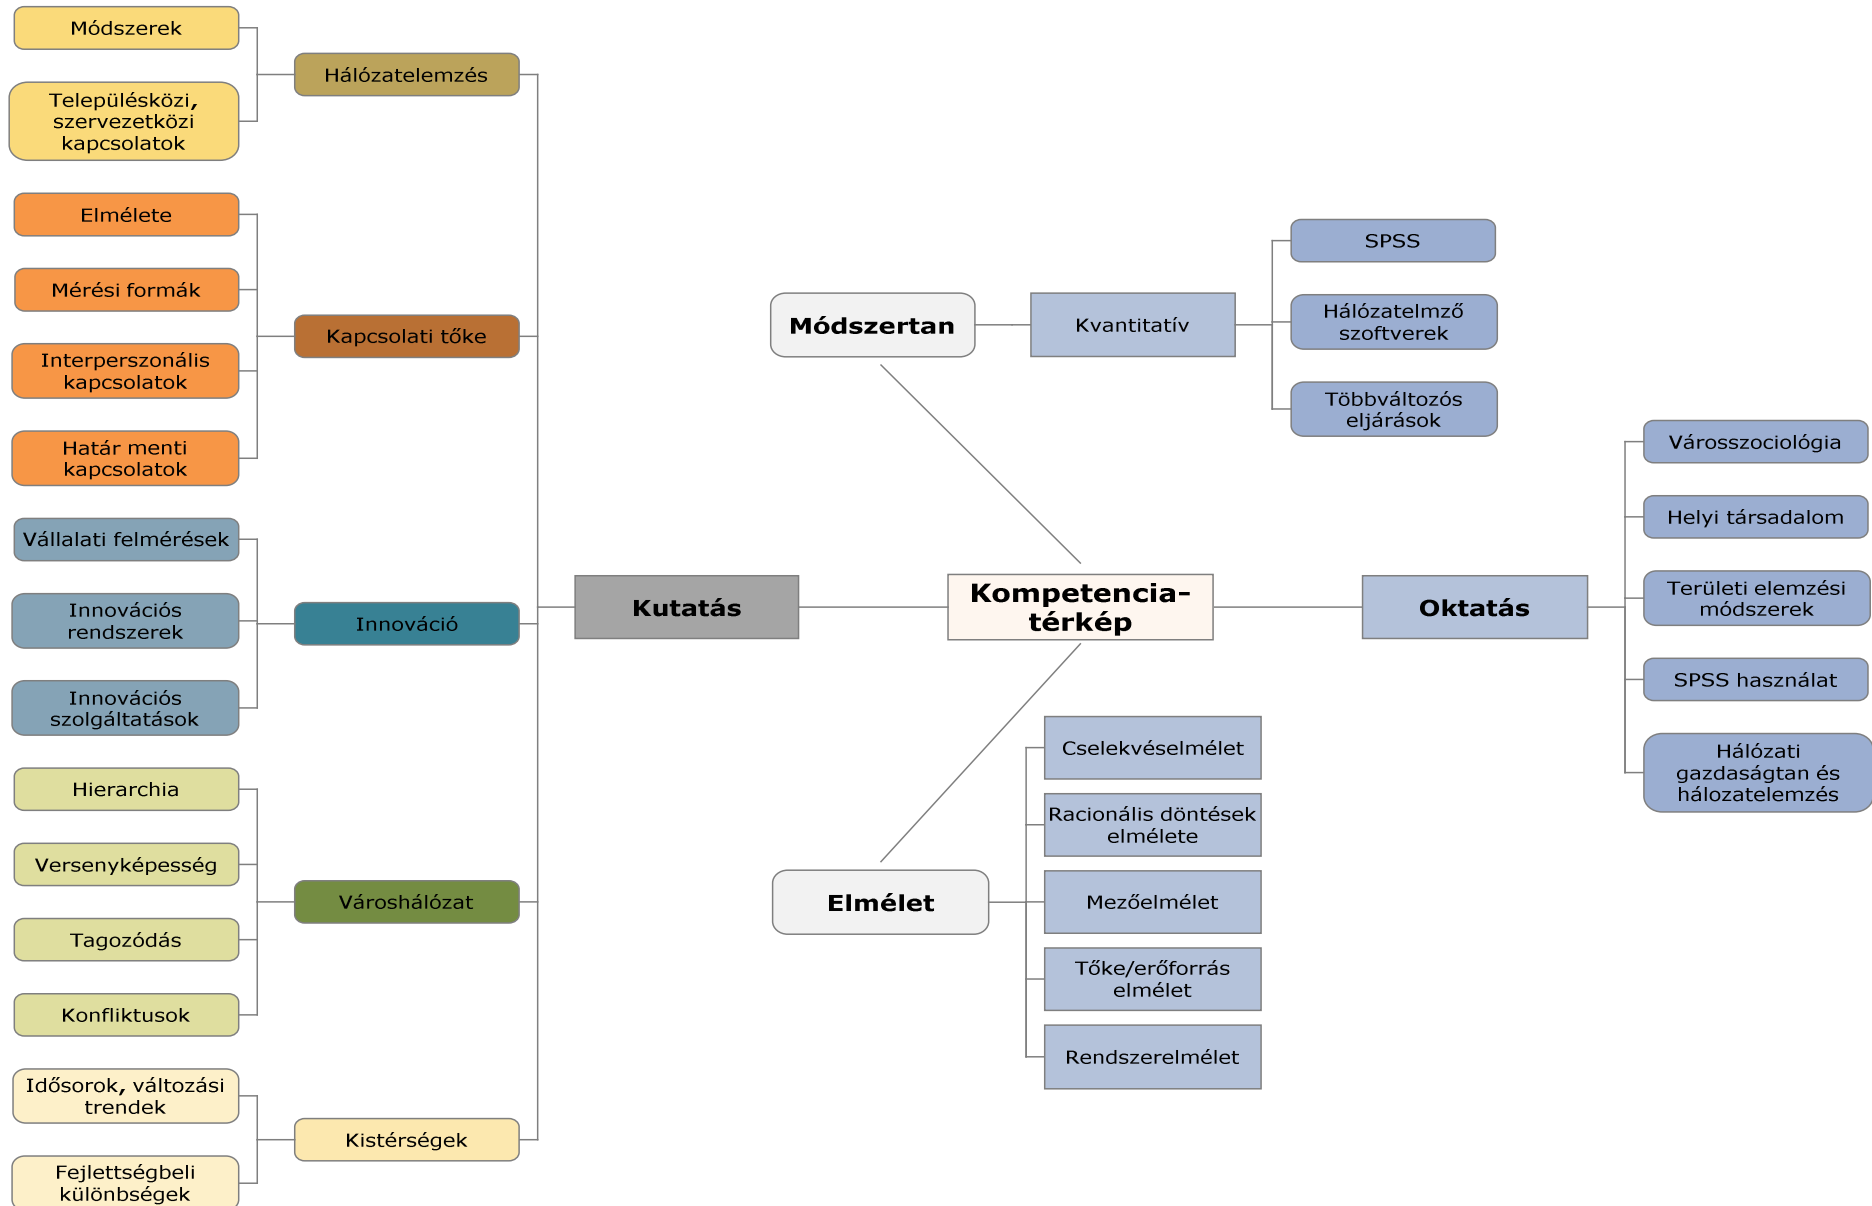 Módszerek
Településközi,
szervezetközi
kapcsolatok
Hálózatelemzés
Elmélete
Mérési formák
Interperszonális
kapcsolatok
Határ menti
kapcsolatok
Kapcsolati tőke
Vállalati felmérések
Innovációs
rendszerek
Innovációs
szolgáltatások
Innováció
Hierarchia
Versenyképesség
Tagozódás
Konfliktusok
Városhálózat
Idősorok, változási
trendek
Fejlettségbeli
különbségek
Kistérségek
Kutatás
Kompetencia-
térkép
Módszertan
Kvantitatív
SPSS
Hálózatelmző
szoftverek
Többváltozós
eljárások
Elmélet
Cselekvéselmélet
Racionális döntések
elmélete
Mezőelmélet
Tőke/erőforrás
elmélet
Rendszerelmélet
Oktatás
Városszociológia
Helyi társadalom
Területi elemzési
módszerek
SPSS használat
Hálózati
gazdaságtan és
hálozatelemzés